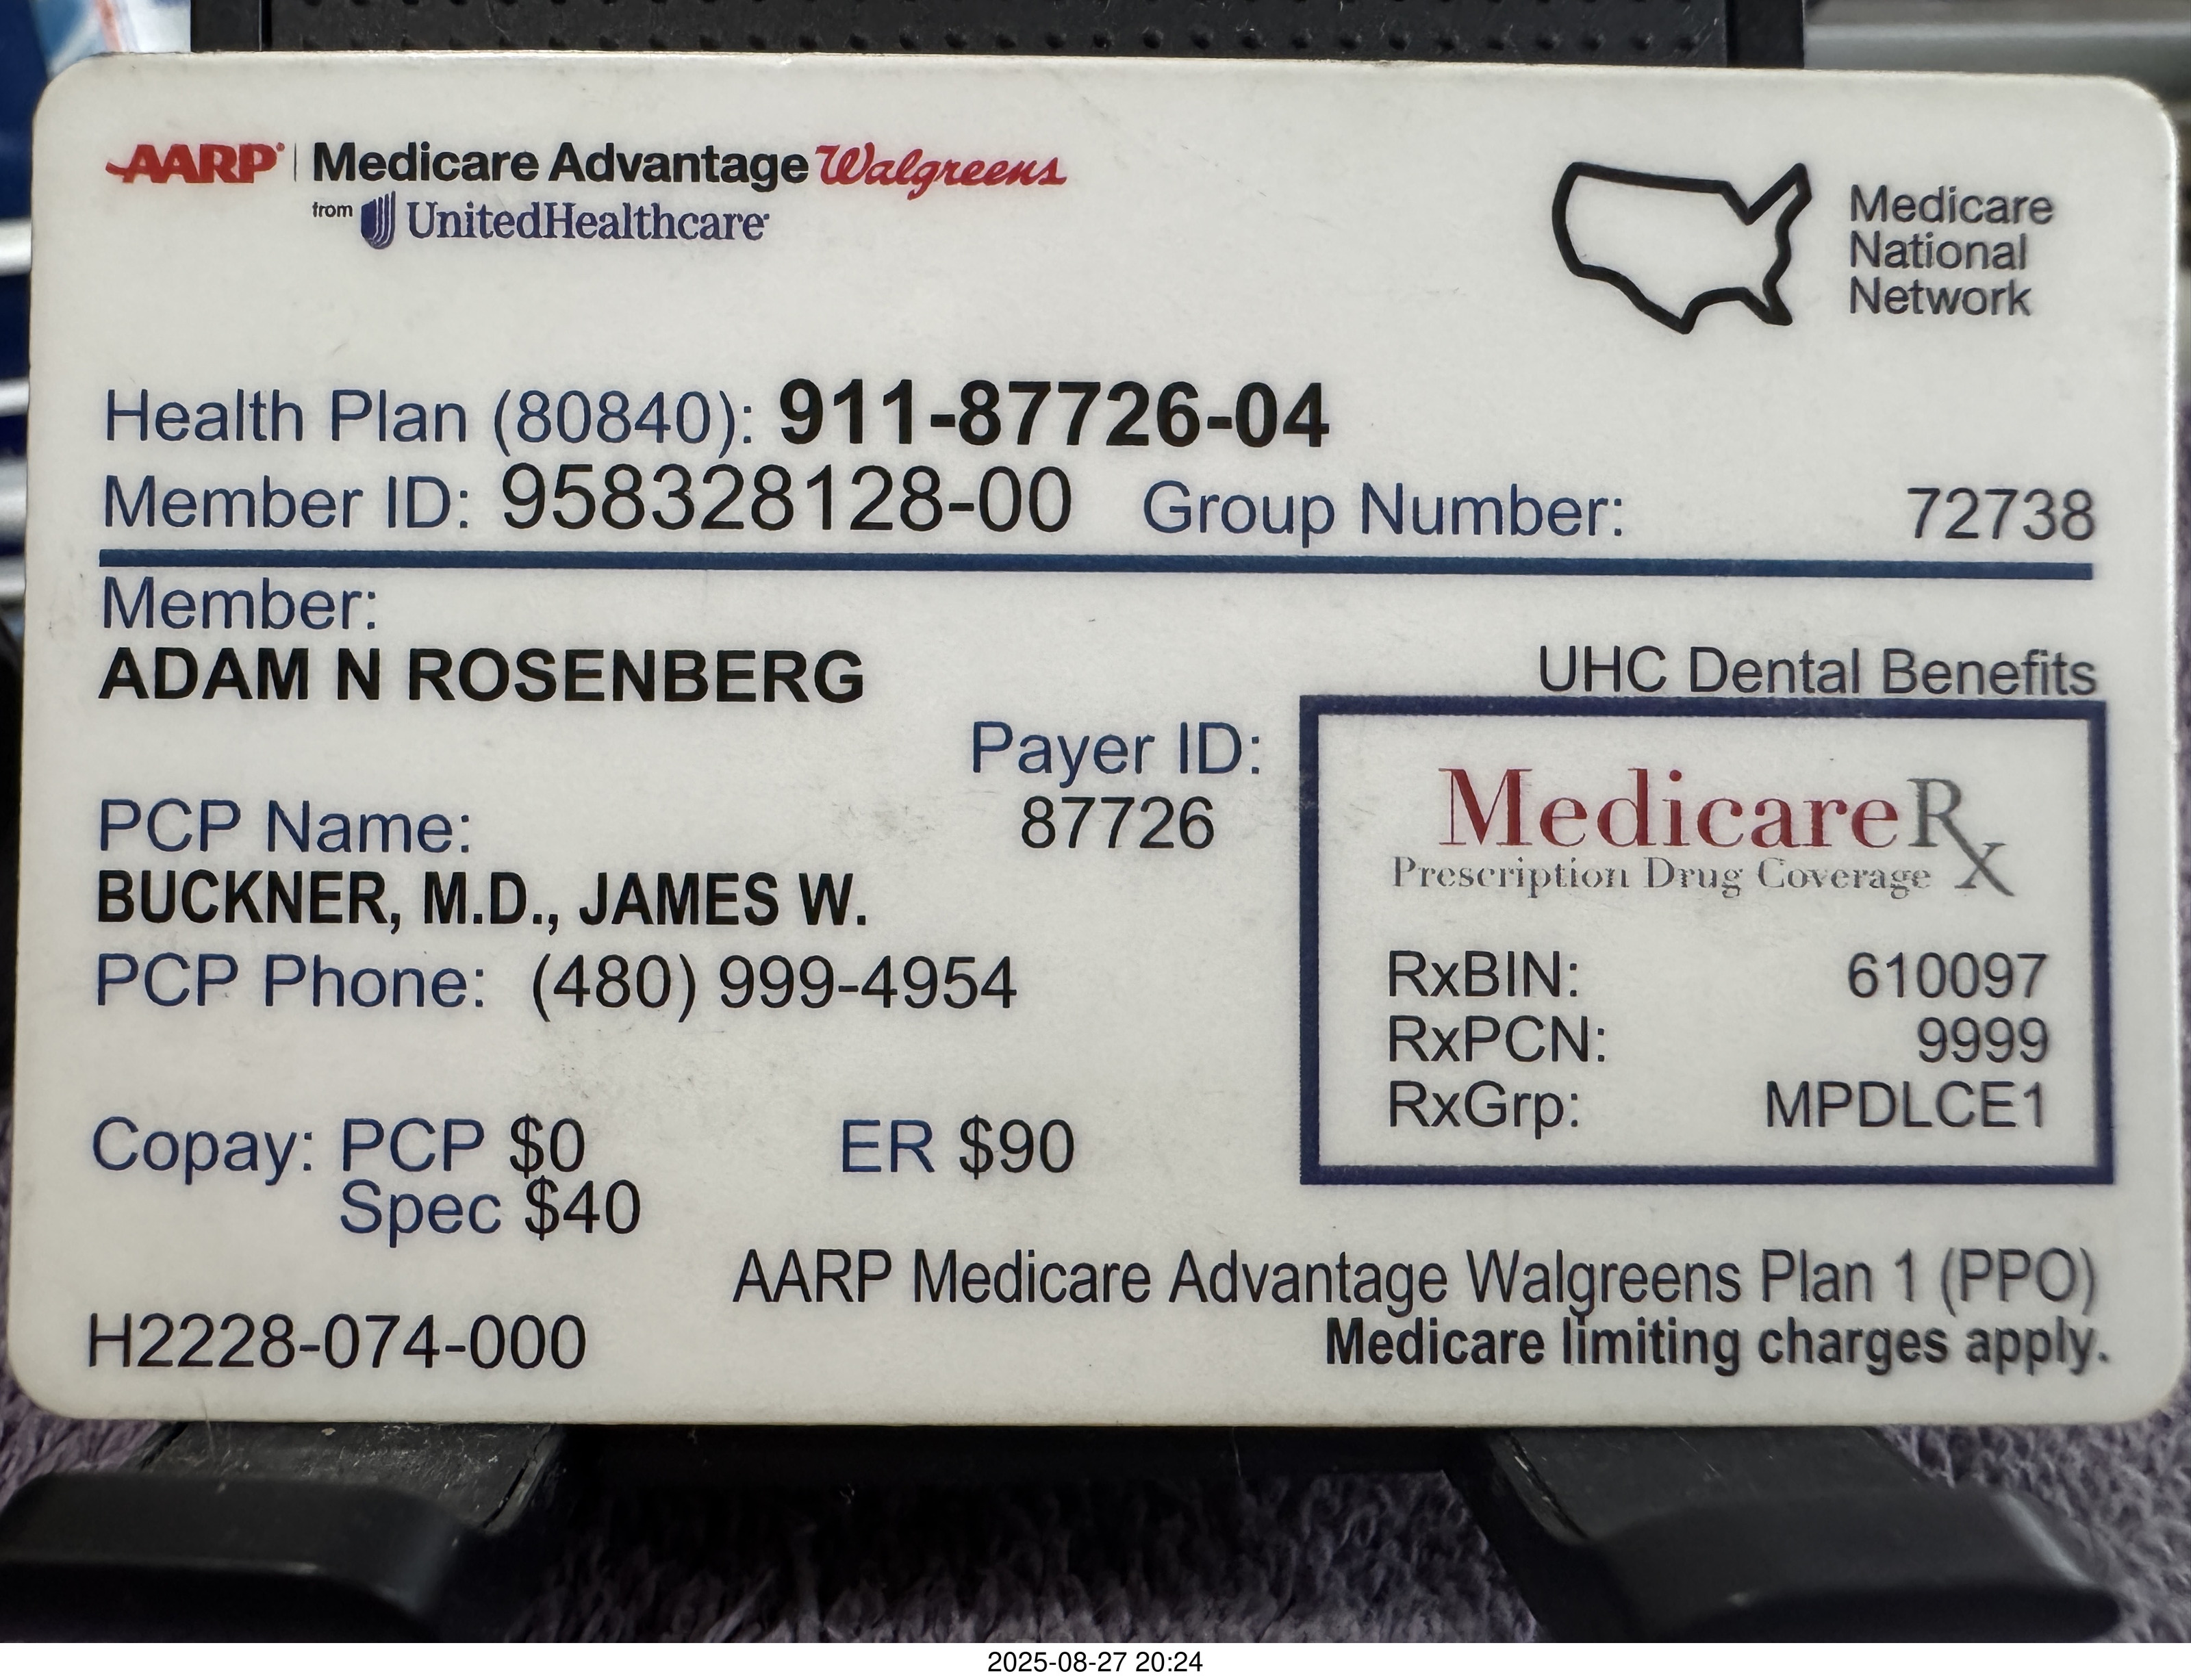 AARP® | Medicare Advantage Walgreens
from UnitedHealthcare®
Medicare
National
Network
Health Plan (80840): 911-87726-04
Member ID: 958328128-00 Group Number: 72738
Member:
ADAM N ROSENBERG
UHC Dental Benefits
Payer ID:
87726
PCP Name:
BUCKNER, M.D., JAMES W.
PCP Phone: (480) 999-4954
MedicareRx
Prescription Drug Coverage
RxBIN: 610097
RxPCN: 9999
RxGrp: MPDLCE1
Copay: PCP $0 ER $90
Spec $40
AARP Medicare Advantage Walgreens Plan 1 (PPO)
H2228-074-000
Medicare limiting charges apply.
2025-08-27 20:24